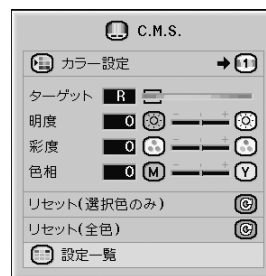 C.M.S.
カラー設定 1
ターゲット R
明度 0
彩度 0
色相 0 M Y
リセット(選択色のみ)
リセット(全色)
設定一覧